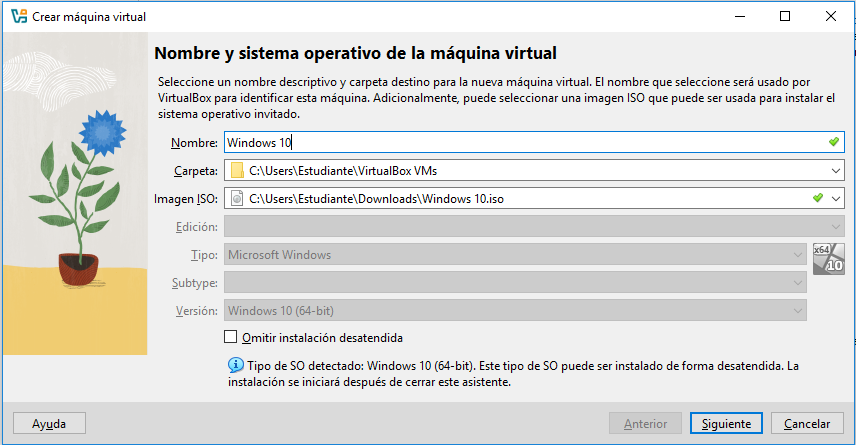 Crear máquina virtual
Nombre y sistema operativo de la máquina virtual
Seleccione un nombre descriptivo y carpeta destino para la nueva máquina virtual. El nombre que seleccione será usado por
VirtualBox para identificar esta máquina. Adicionalmente, puede seleccionar una imagen ISO que puede ser usada para instalar el
sistema operativo invitado.
Nombre: Windows 10
Carpeta: C:\Users\Estudiante\VirtualBox VMs
Imagen ISO: C:\Users\Estudiante\Downloads\Windows 10.iso
Edición:
Tipo: Microsoft Windows
x64
10
Subtype:
Versión: Windows 10 (64-bit)
Omitir instalación desatendida
Tipo de SO detectado: Windows 10 (64-bit). Este tipo de SO puede ser instalado de forma desatendida. La
instalación se iniciará después de cerrar este asistente.
Ayuda Anterior Siguiente Cancelar